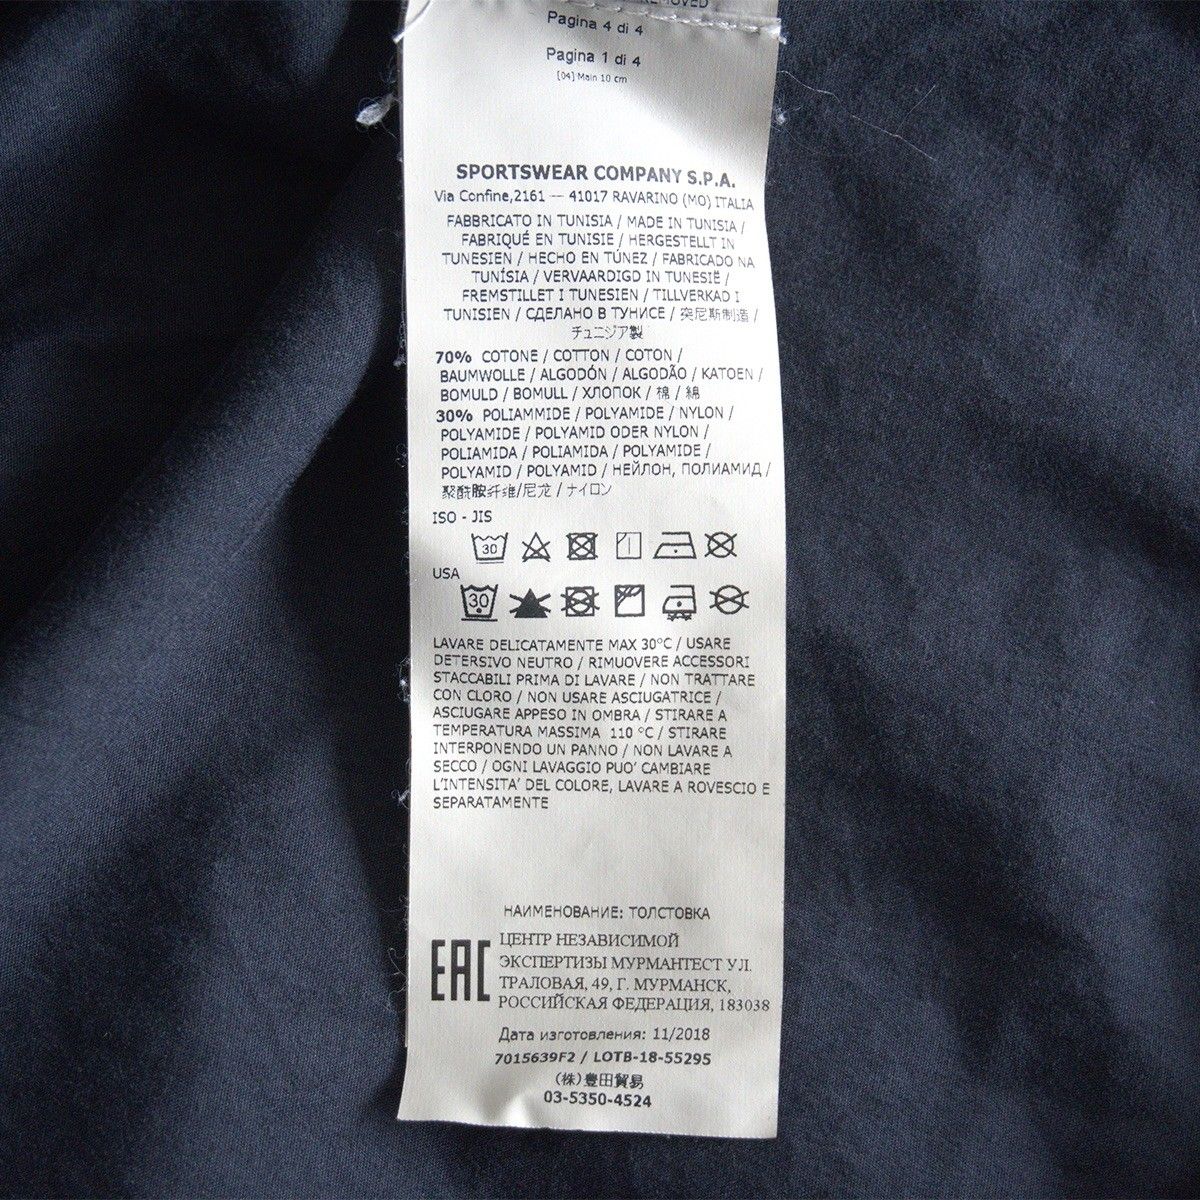 REMOVED
Pagina 4 di 4
Pagina 1 di 4
[04] Main 10 cm
SPORTSWEAR COMPANY S.P.A.
Via Confine,2161 — 41017 RAVARINO (MO) ITALIA
FABBRICATO IN TUNISIA / MADE IN TUNISIA /
FABRIQUÉ EN TUNISIE / HERGESTELLT IN
TUNESIEN / HECHO EN TÚNEZ / FABRICADO NA
TUNÍSIA / VERVAARDIGD IN TUNESIË /
FREMSTILLET I TUNESIEN / TILLVERKAD I
TUNISIEN / СДЕЛАНО В ТУНИСЕ / 突尼斯制造 /
チュニジア製
70% COTONE / COTTON / COTON /
BAUMWOLLE / ALGODÓN / ALGODÃO / KATOEN /
BOMULD / BOMULL / ХЛОПОК / 棉 / 綿
30% POLIAMMIDE / POLYAMIDE / NYLON /
POLYAMIDE / POLYAMID ODER NYLON /
POLIAMIDA / POLIAMIDA / POLYAMIDE /
POLYAMID / POLYAMID / НЕЙЛОН, ПОЛИАМИД /
聚酰胺纤维/尼龙 / ナイロン
ISO - JIS
30
USA
30
LAVARE DELICATAMENTE MAX 30°C / USARE
DETERSIVO NEUTRO / RIMUOVERE ACCESSORI
STACCABILI PRIMA DI LAVARE / NON TRATTARE
CON CLORO / NON USARE ASCIUGATRICE /
ASCIUGARE APPESO IN OMBRA / STIRARE A
TEMPERATURA MASSIMA 110 °C / STIRARE
INTERPONENDO UN PANNO / NON LAVARE A
SECCO / OGNI LAVAGGIO PUO' CAMBIARE
L'INTENSITA' DEL COLORE, LAVARE A ROVESCIO E
SEPARATAMENTE
НАИМЕНОВАНИЕ: ТОЛСТОВКА
EAC ЦЕНТР НЕЗАВИСИМОЙ
ЭКСПЕРТИЗЫ МУРМАНТЕСТ УЛ.
ТРАЛОВАЯ, 49, Г. МУРМАНСК,
РОССИЙСКАЯ ФЕДЕРАЦИЯ, 183038
Дата изготовления: 11/2018
7015639F2 / LOTB-18-55295
(株)豊田貿易
03-5350-4524